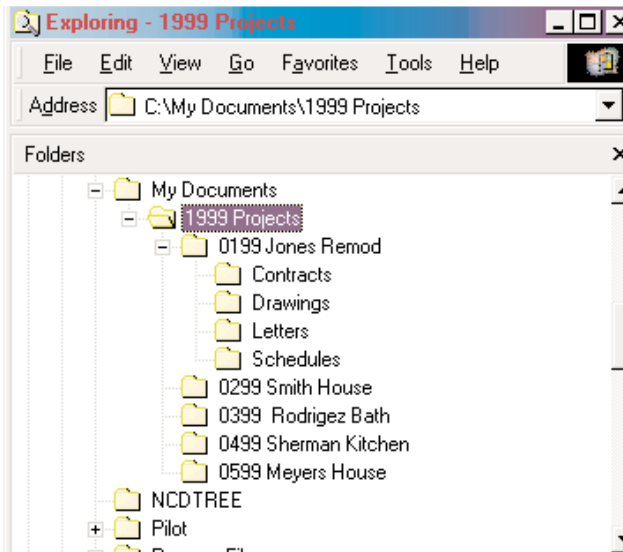 Exploring - 1999 Projects
File Edit View Go Favorites Tools Help
Address C:\My Documents\1999 Projects
Folders
My Documents
1999 Projects
0199 Jones Remod
Contracts
Drawings
Letters
Schedules
0299 Smith House
0399 Rodrigez Bath
0499 Sherman Kitchen
0599 Meyers House
NCDTREE
Pilot